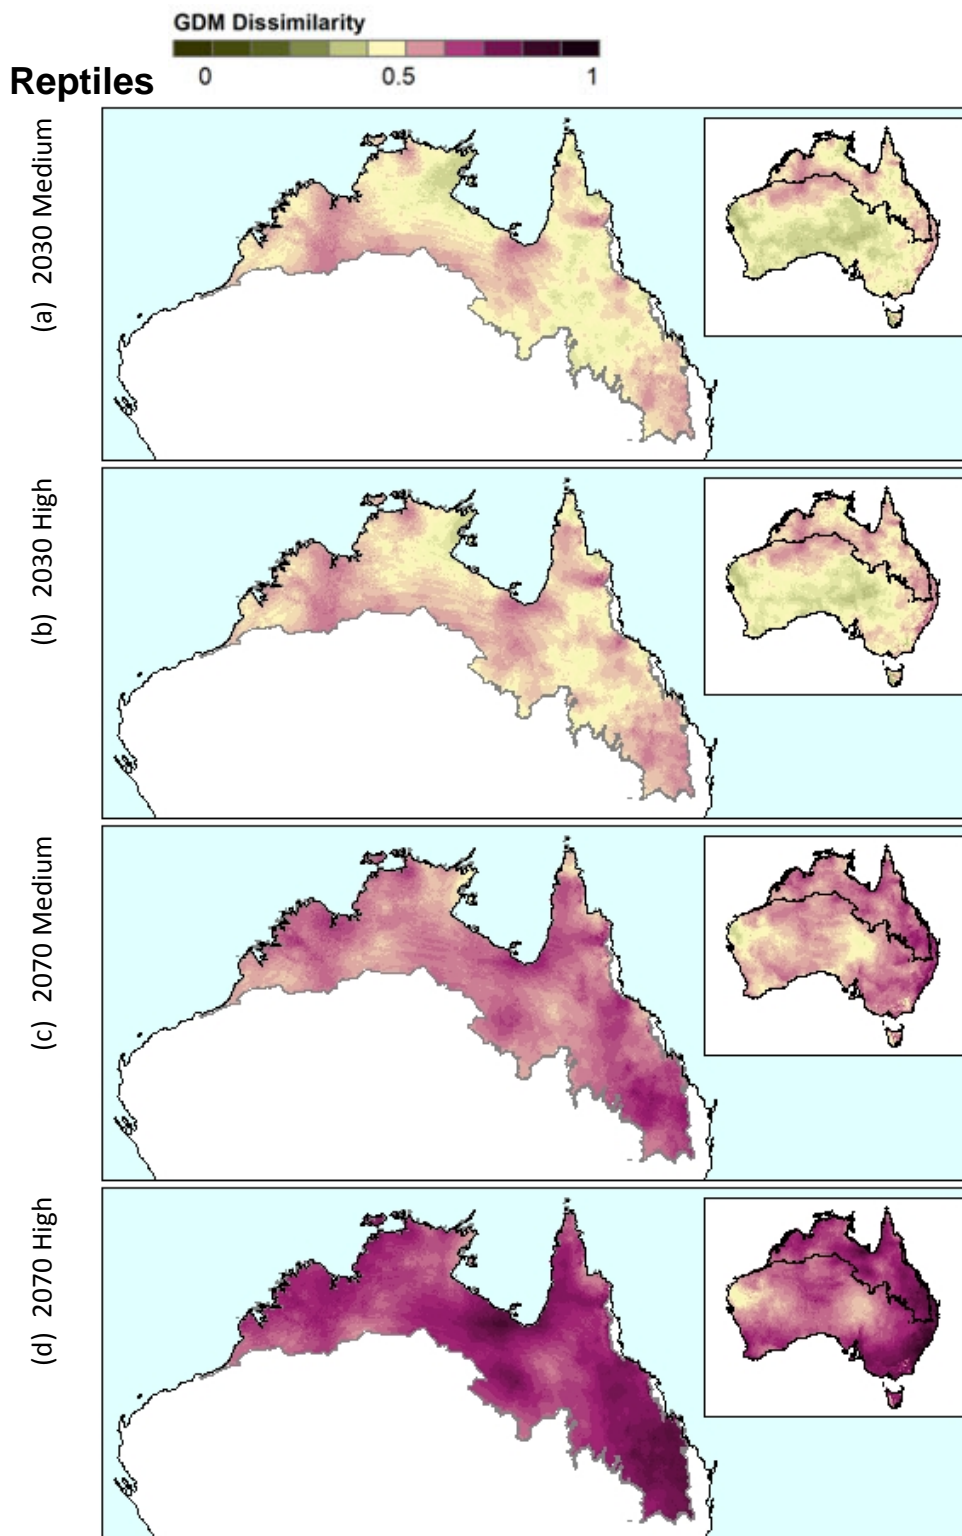 GDM Dissimilarity
0 0.5 1
Reptiles
(a) 2030 Medium
(b) 2030 High
(c) 2070 Medium
(d) 2070 High